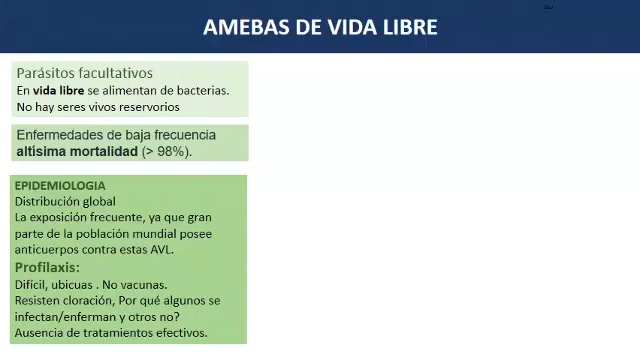 AMEBAS DE VIDA LIBRE
Parásitos facultativos
En vida libre se alimentan de bacterias.
No hay seres vivos reservorios
Enfermedades de baja frecuencia
altísima mortalidad (> 98%).
EPIDEMIOLOGIA
Distribución global
La exposición frecuente, ya que gran
parte de la población mundial posee
anticuerpos contra estas AVL.
Profilaxis:
Difícil, ubicuas . No vacunas.
Resisten cloración, Por qué algunos se
infectan/enferman y otros no?
Ausencia de tratamientos efectivos.